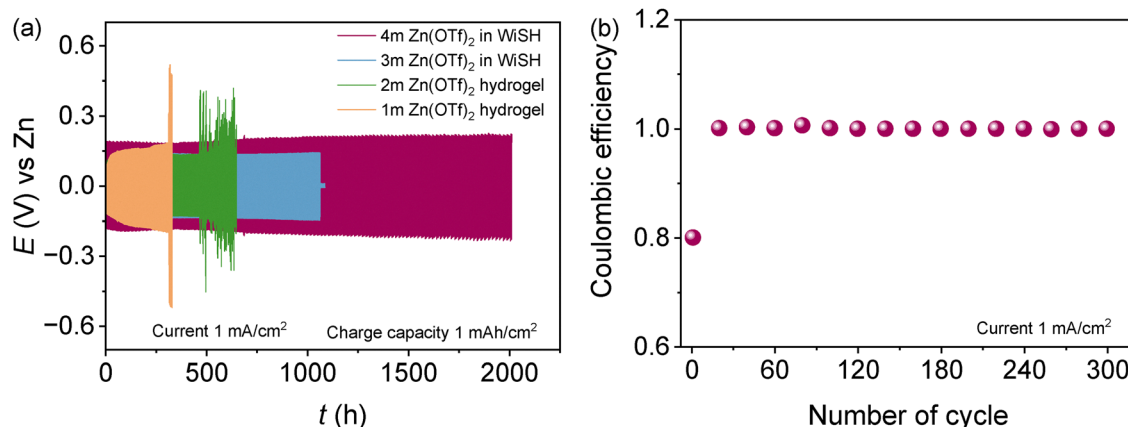 (a)
4m Zn(OTf)₂ in WiSH
3m Zn(OTf)₂ in WiSH
2m Zn(OTf)₂ hydrogel
1m Zn(OTf)₂ hydrogel
0.6
0.3
0.0
−0.3
−0.6
E (V) vs Zn
Current 1 mA/cm²
Charge capacity 1 mAh/cm²
0
500
1000
1500
2000
t (h)
(b)
1.2
1.0
0.8
0.6
Coulombic efficiency
Current 1 mA/cm²
0
60
120
180
240
300
Number of cycle